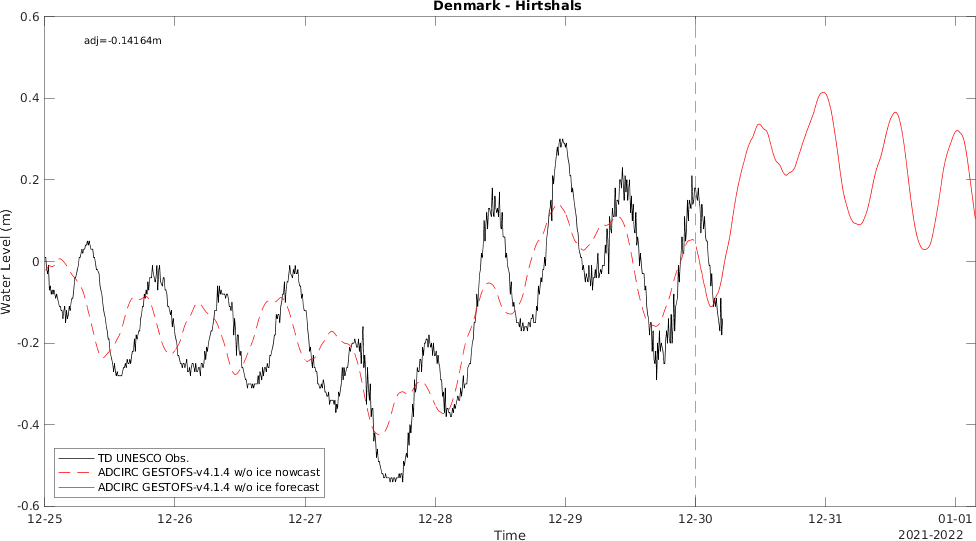 Denmark - Hirtshals
0.6
adj=-0.14164m
0.4
0.2
0
-0.2
-0.4
-0.6
Water Level (m)
TD UNESCO Obs.
ADCIRC GESTOFS-v4.1.4 w/o ice nowcast
ADCIRC GESTOFS-v4.1.4 w/o ice forecast
12-25 12-26 12-27 12-28 12-29 12-30 12-31 01-01
Time
2021-2022